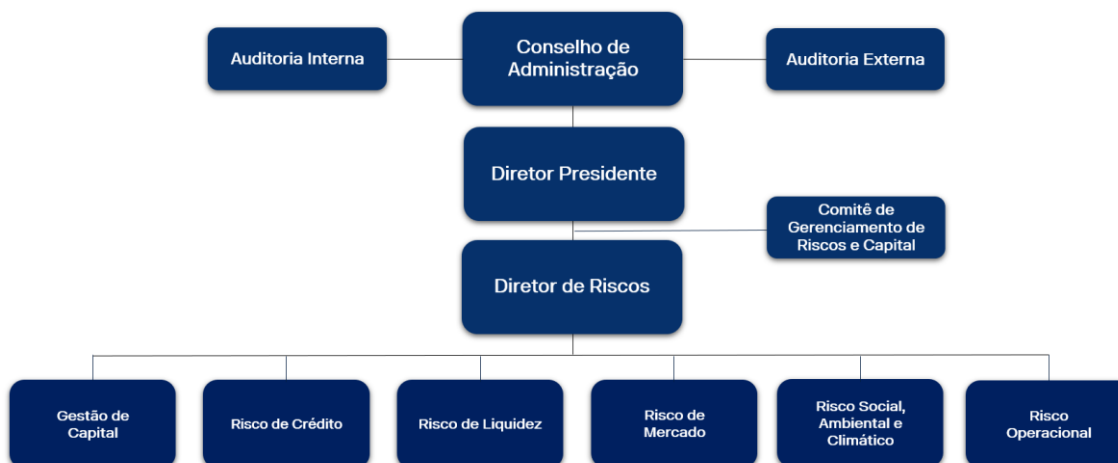 Auditoria Interna
Conselho de
Administração
Auditoria Externa
Diretor Presidente
Comitê de
Gerenciamento de
Riscos e Capital
Diretor de Riscos
Gestão de
Capital
Risco de Crédito
Risco de Liquidez
Risco de
Mercado
Risco Social,
Ambiental e
Climático
Risco
Operacional